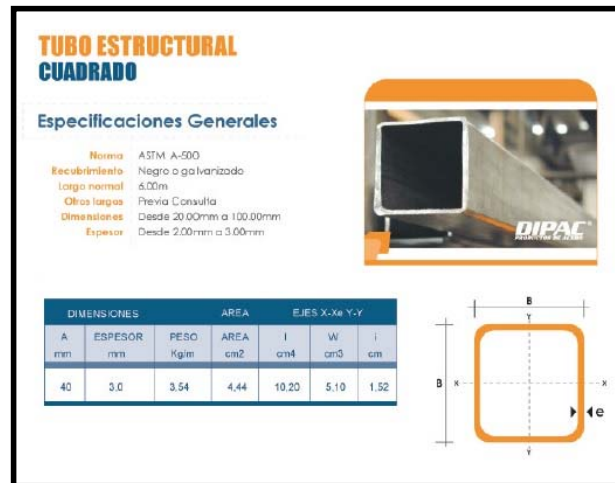 TUBO ESTRUCTURAL
CUADRADO
Especificaciones Generales
Norma ASTM A-500
Recubrimiento Negro o galvanizado
Largo normal 6.00m
Otros largos Previa Consulta
Dimensiones Desde 20.00mm a 100.00mm
Espesor Desde 2.00mm a 3.00mm
DIPAC
PRODUCTOS DE ACERO
DIMENSIONES AREA EJES X-Xe Y-Y
A ESPESOR PESO AREA I W i
mm mm Kg/m cm2 cm4 cm3 cm
40 3,0 3,54 4,44 10,20 5,10 1,52
B
Y
B X X
e
Y